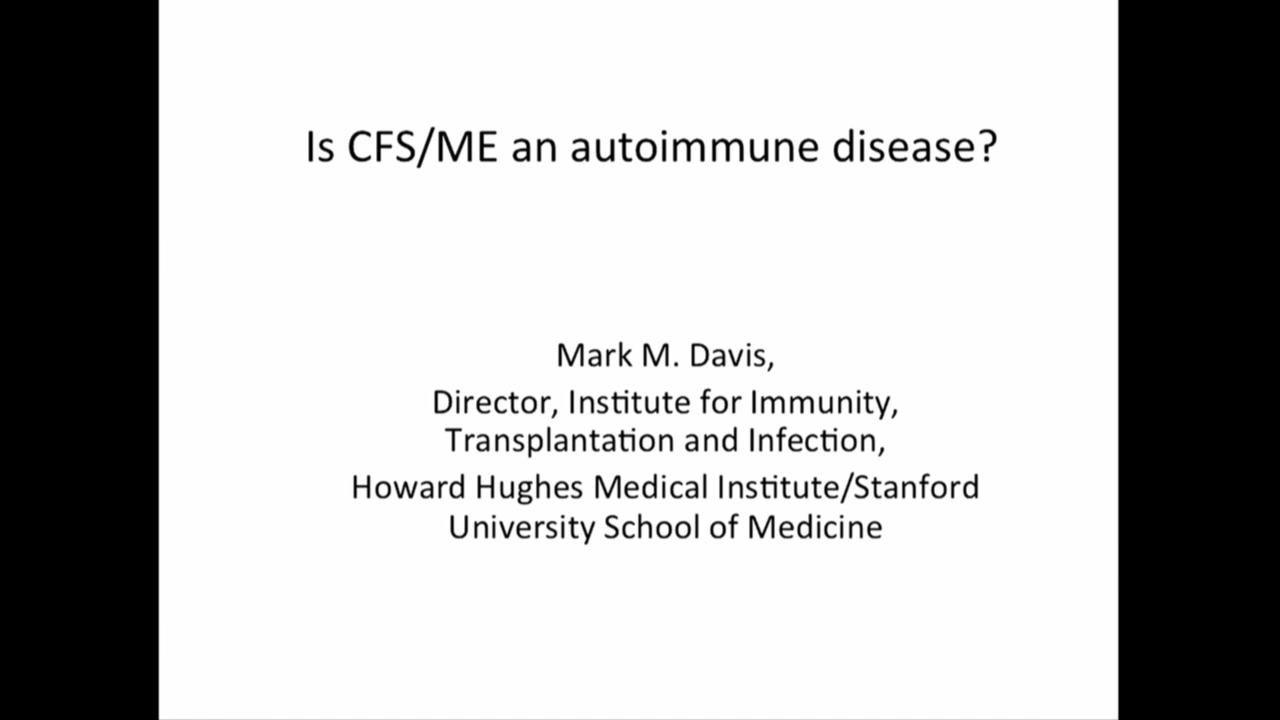 Is CFS/ME an autoimmune disease?
Mark M. Davis,
Director, Institute for Immunity,
Transplantation and Infection,
Howard Hughes Medical Institute/Stanford
University School of Medicine